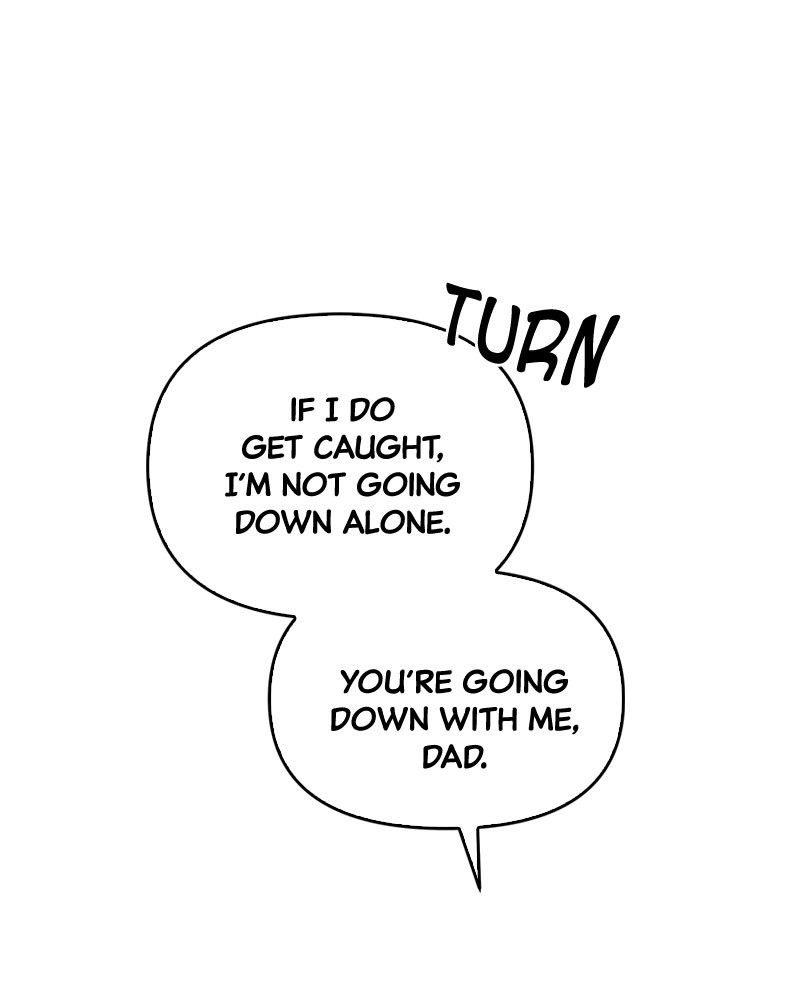 TURN
IF I DO
GET CAUGHT,
I'M NOT GOING
DOWN ALONE.
YOU'RE GOING
DOWN WITH ME,
DAD.